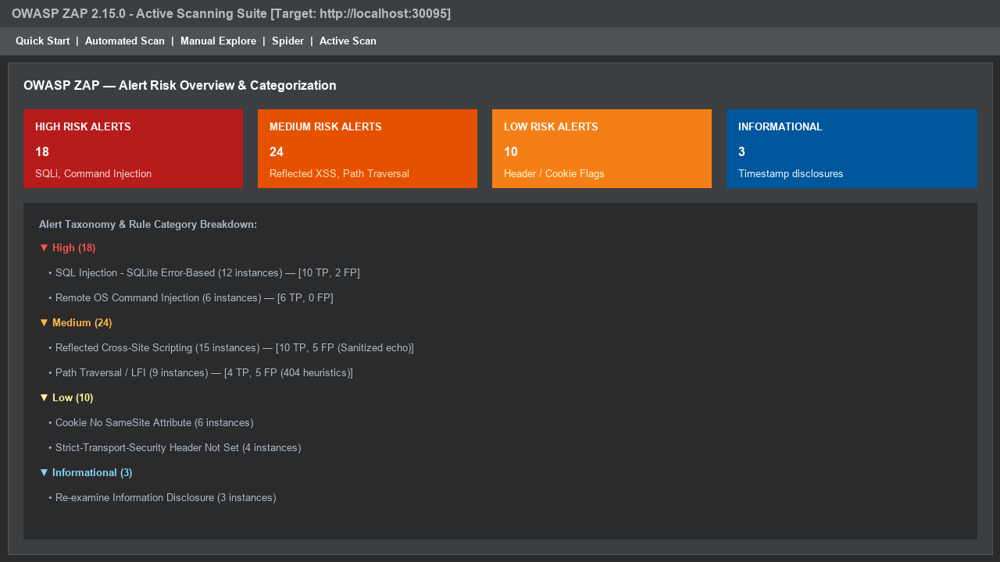 OWASP ZAP 2.15.0 - Active Scanning Suite [Target: http://localhost:30095]
Quick Start | Automated Scan | Manual Explore | Spider | Active Scan
OWASP ZAP — Alert Risk Overview & Categorization
HIGH RISK ALERTS
18
SQLi, Command Injection
MEDIUM RISK ALERTS
24
Reflected XSS, Path Traversal
LOW RISK ALERTS
10
Header / Cookie Flags
INFORMATIONAL
3
Timestamp disclosures
Alert Taxonomy & Rule Category Breakdown:
▼ High (18)
• SQL Injection - SQLite Error-Based (12 instances) — [10 TP, 2 FP]
• Remote OS Command Injection (6 instances) — [6 TP, 0 FP]
▼ Medium (24)
• Reflected Cross-Site Scripting (15 instances) — [10 TP, 5 FP (Sanitized echo)]
• Path Traversal / LFI (9 instances) — [4 TP, 5 FP (404 heuristics)]
▼ Low (10)
• Cookie No SameSite Attribute (6 instances)
• Strict-Transport-Security Header Not Set (4 instances)
▼ Informational (3)
• Re-examine Information Disclosure (3 instances)